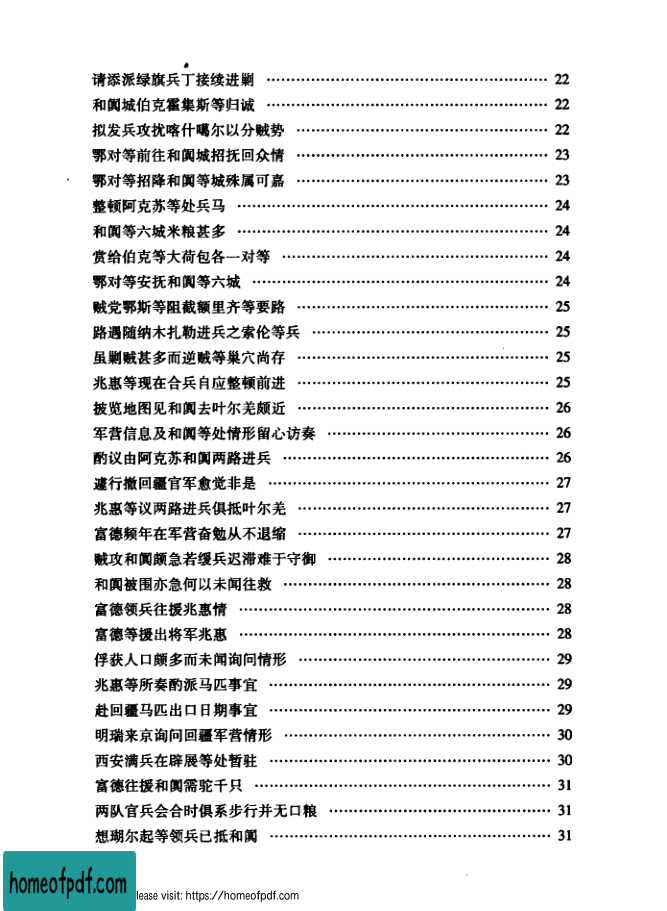 请添派绿旗兵丁接续进剿 ………… 22
和阗城伯克霍集斯等归诚 ………… 22
拟发兵攻扰喀什噶尔以分贼势 ………… 22
鄂对等前往和阗城招抚回众情 ………… 23
鄂对等招降和阗等城殊属可嘉 ………… 23
整顿阿克苏等处兵马 ………… 24
和阗等六城米粮甚多 ………… 24
赏给伯克等大荷包各一对等 ………… 24
鄂对等安抚和阗等六城 ………… 24
贼党鄂斯等阻截额里齐等要路 ………… 25
路遇随纳木扎勒进兵之索伦等兵 ………… 25
虽剿贼甚多而逆贼等巢穴尚存 ………… 25
兆惠等现在合兵自应整顿前进 ………… 25
披览地图见和阗去叶尔羌颇近 ………… 26
军营信息及和阗等处情形留心访奏 ………… 26
酌议由阿克苏和阗两路进兵 ………… 26
遽行撤回疆官军愈觉非是 ………… 27
兆惠等议两路进兵俱抵叶尔羌 ………… 27
富德频年在军营奋勉从不退缩 ………… 27
贼攻和阗颇急若缓兵迟滞难于守御 ………… 28
和阗被围亦急何以未闻往救 ………… 28
富德领兵往援兆惠情 ………… 28
富德等援出将军兆惠 ………… 28
俘获人口颇多而未闻询问情形 ………… 29
兆惠等所奏酌派马匹事宜 ………… 29
赴回疆马匹出口日期事宜 ………… 29
明瑞来京询问回疆军营情形 ………… 30
西安满兵在辟展等处暂驻 ………… 30
富德往援和阗需驼千只 ………… 31
两队官兵会合时俱系步行并无口粮 ………… 31
想瑚尔起等领兵已抵和阗 ………… 31
homeofpdf.com
lease visit: https://homeofpdf.com